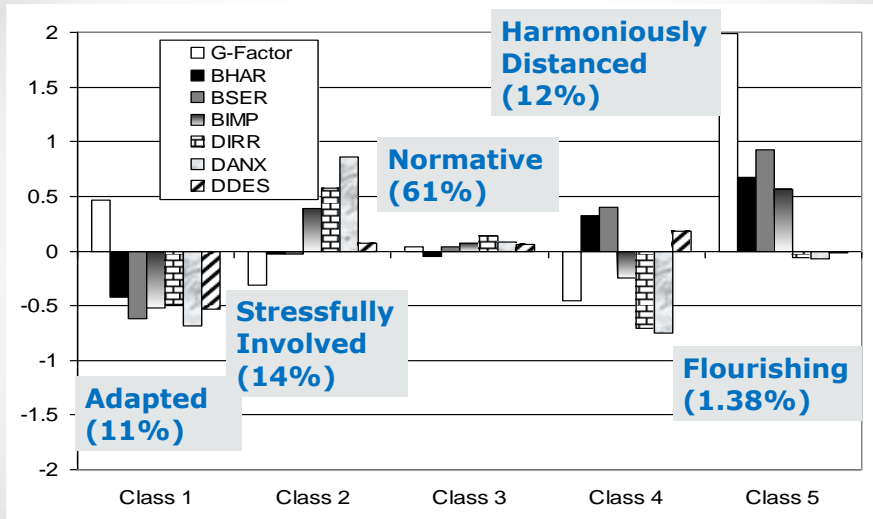 2
1.5
1
0.5
0
-0.5
-1
-1.5
-2
G-Factor
BHAR
BSER
BIMP
DIRR
DANX
DDES
Harmoniously
Distanced
(12%)
Normative
(61%)
Stressfully
Involved
(14%)
Adapted
(11%)
Flourishing
(1.38%)
Class 1
Class 2
Class 3
Class 4
Class 5